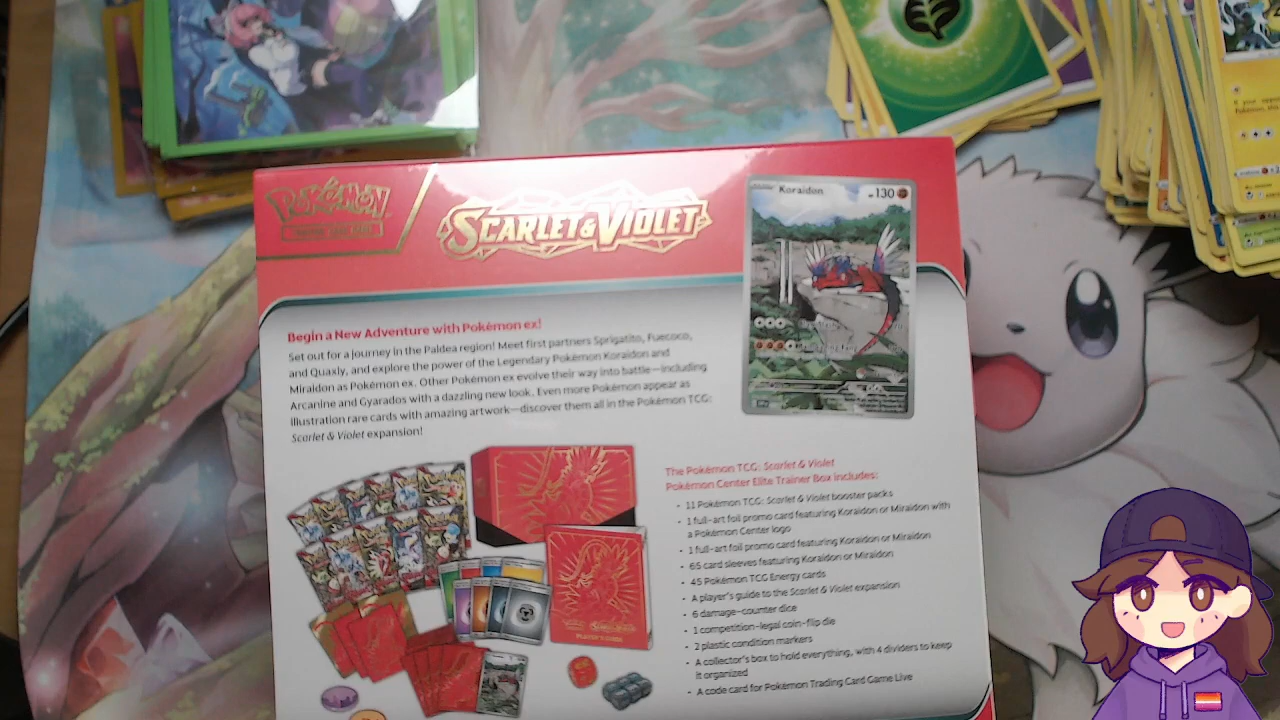 Pokémon
TRADING CARD GAME
SCARLET & VIOLET
Koraidon
130
Begin a New Adventure with Pokémon ex!
Set out for a journey in the Paldea region! Meet first partners Sprigatito, Fuecoco,
and Quaxly, and explore the power of the Legendary Pokémon Koraidon and
Miraidon as Pokémon ex. Other Pokémon ex evolve their way into battle—including
Arcanine and Gyarados with a dazzling new look. Even more Pokémon appear as
illustration rare cards with amazing artwork—discover them all in the Pokémon TCG:
Scarlet & Violet expansion!
The Pokémon TCG: Scarlet & Violet
Pokémon Center Elite Trainer Box includes:
• 11 Pokémon TCG: Scarlet & Violet booster packs
• 1 full-art foil promo card featuring Koraidon or Miraidon with
a Pokémon Center logo
• 1 full-art foil promo card featuring Koraidon or Miraidon
• 65 card sleeves featuring Koraidon or Miraidon
• 45 Pokémon TCG Energy cards
• A player's guide to the Scarlet & Violet expansion
• 6 damage-counter dice
• 1 competition-legal coin-flip die
• 2 plastic condition markers
• A collector's box to hold everything, with 4 dividers to keep
it organized
• A code card for Pokémon Trading Card Game Live
PLAYER'S GUIDE